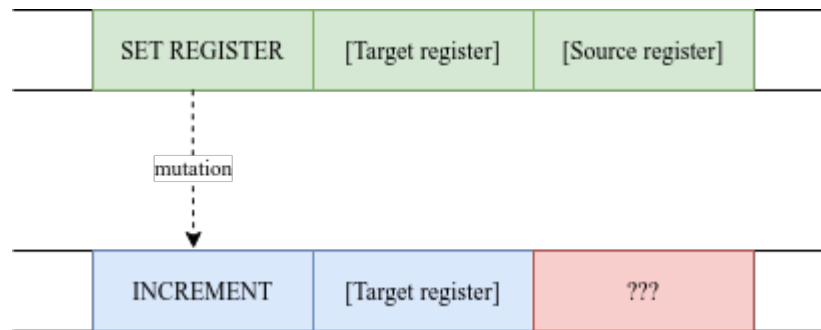 SET REGISTER [Target register] [Source register]
mutation
INCREMENT [Target register] ???